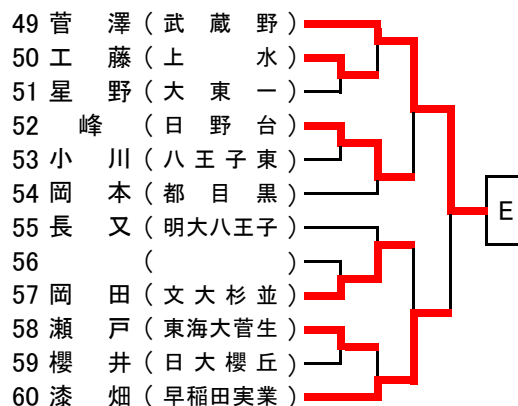 49 菅 澤 ( 武 蔵 野 )
50 工 藤 ( 上 水 )
51 星 野 ( 大 東 一 )
52 峰 ( 日 野 台 )
53 小 川 ( 八 王 子 東 )
54 岡 本 ( 都 目 黒 )
55 長 又 ( 明大八王子 )
56 ( )
57 岡 田 ( 文 大 杉 並 )
58 瀬 戸 ( 東海大菅生 )
59 櫻 井 ( 日 大 櫻 丘 )
60 漆 畑 ( 早稲田実業 )
E